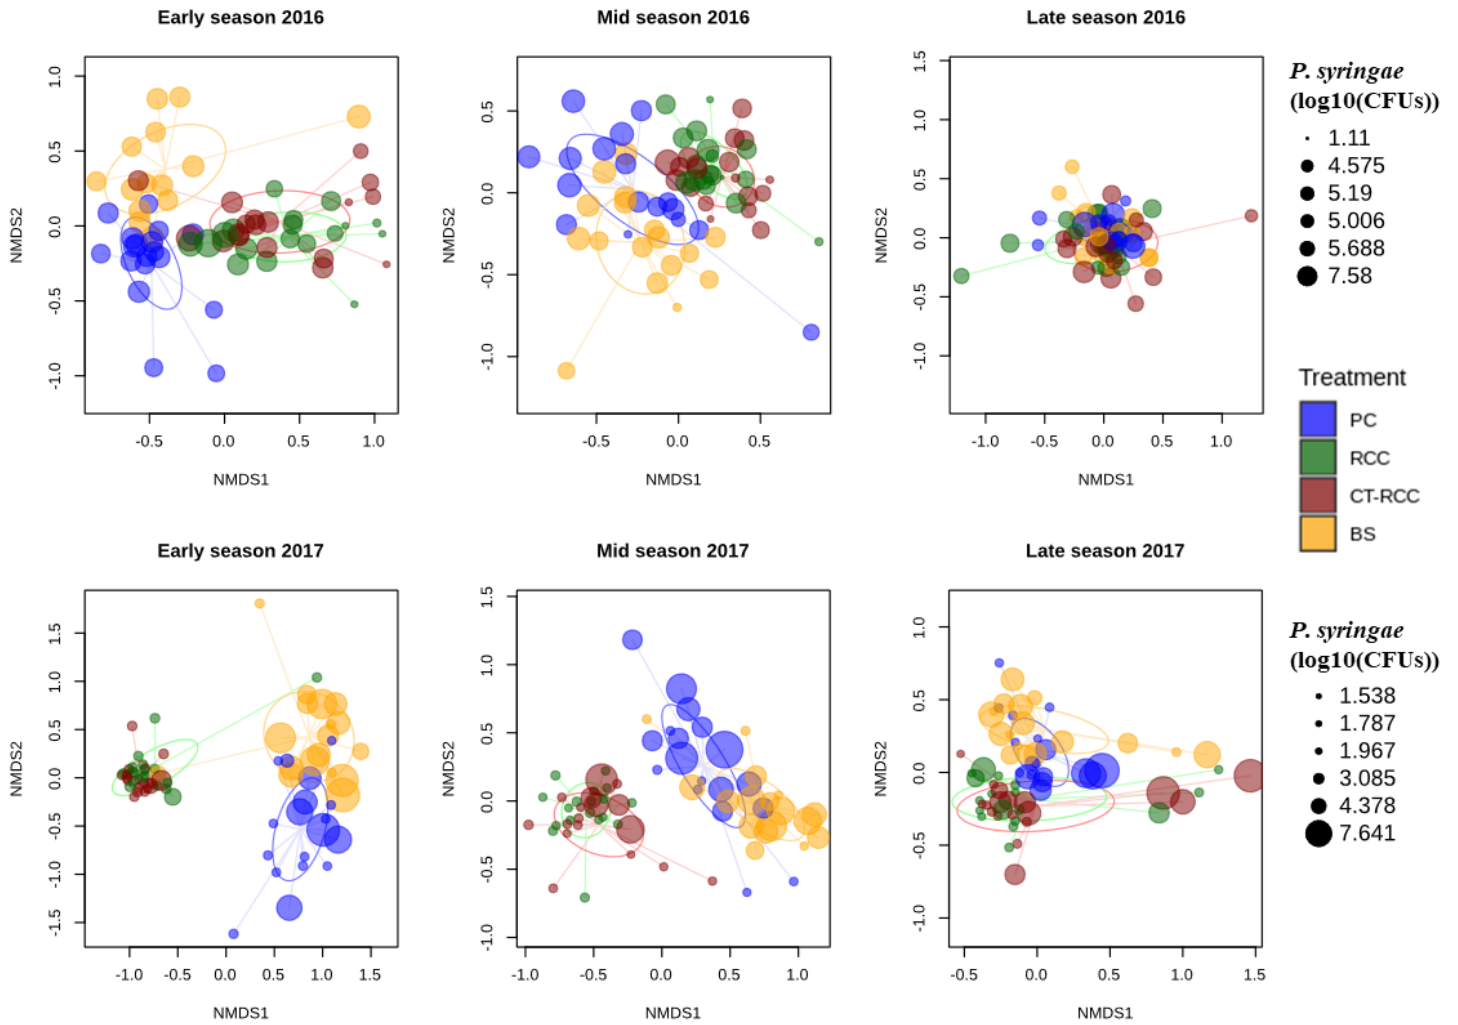 Early season 2016
Mid season 2016
Late season 2016
1.0
0.5
0.0
-0.5
-1.0
NMDS2
-0.5
0.0
0.5
1.0
NMDS1
0.5
0.0
-0.5
-1.0
NMDS2
-0.5
0.0
0.5
NMDS1
1.5
1.0
0.5
0.0
-0.5
-1.0
NMDS2
-1.0
-0.5
0.0
0.5
1.0
NMDS1
P. syringae
(log10(CFUs))
1.11
4.575
5.19
5.006
5.688
7.58
Treatment
PC
RCC
CT-RCC
BS
Early season 2017
Mid season 2017
Late season 2017
1.5
1.0
0.5
0.0
-0.5
-1.0
-1.5
NMDS2
-1.0
-0.5
0.0
0.5
1.0
1.5
NMDS1
1.5
1.0
0.5
0.0
-0.5
-1.0
NMDS2
-1.0
-0.5
0.0
0.5
1.0
NMDS1
1.0
0.5
0.0
-0.5
-1.0
NMDS2
-0.5
0.0
0.5
1.0
1.5
NMDS1
P. syringae
(log10(CFUs))
1.538
1.787
1.967
3.085
4.378
7.641